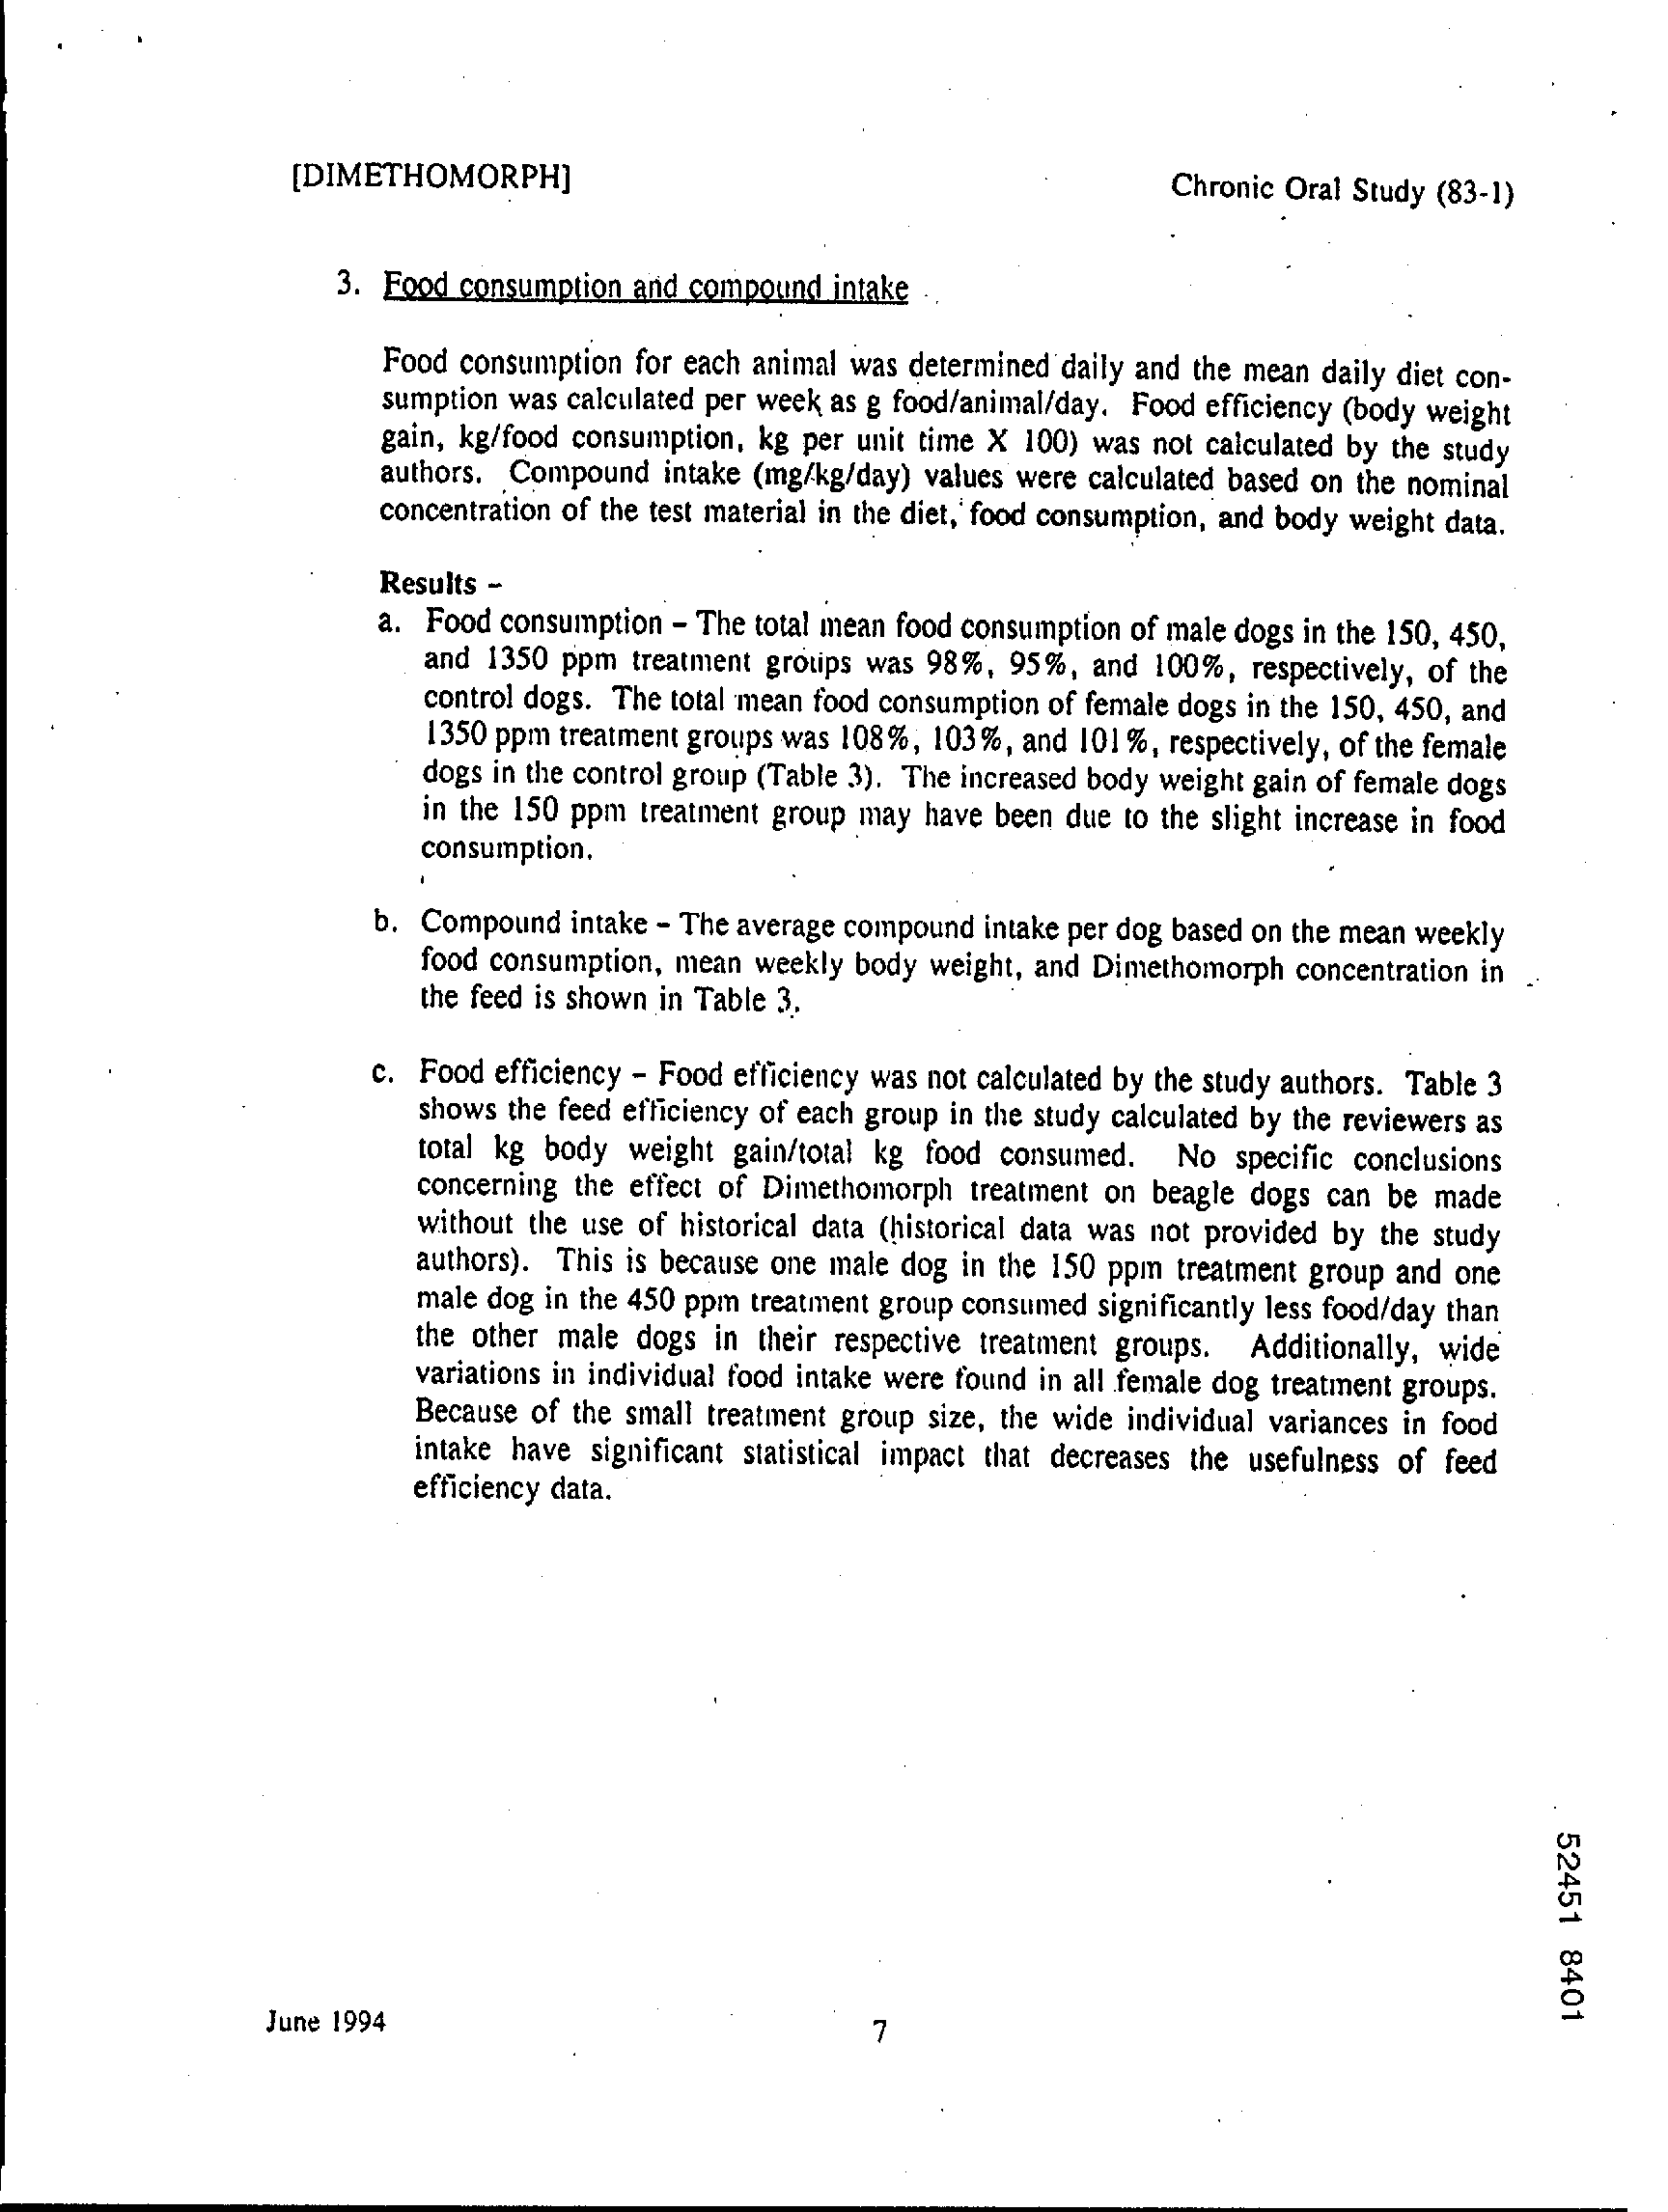 [DIMETHOMORPH]
Chronic Oral Study (83-1)
3. Food consumption and compound intake
Food consumption for each animal was determined daily and the mean daily diet con-
sumption was calculated per week as g food/animal/day. Food efficiency (body weight
gain, kg/food consumption, kg per unit time X 100) was not calculated by the study
authors. Compound intake (mg/kg/day) values were calculated based on the nominal
concentration of the test material in the diet, food consumption, and body weight data.
Results -
a. Food consumption - The total mean food consumption of male dogs in the 150, 450,
and 1350 ppm treatment groups was 98%, 95%, and 100%, respectively, of the
control dogs. The total mean food consumption of female dogs in the 150, 450, and
1350 ppm treatment groups was 108%, 103%, and 101%, respectively, of the female
dogs in the control group (Table 3). The increased body weight gain of female dogs
in the 150 ppm treatment group may have been due to the slight increase in food
consumption.
b. Compound intake - The average compound intake per dog based on the mean weekly
food consumption, mean weekly body weight, and Dimethomorph concentration in
the feed is shown in Table 3.
c. Food efficiency - Food efficiency was not calculated by the study authors. Table 3
shows the feed efficiency of each group in the study calculated by the reviewers as
total kg body weight gain/total kg food consumed. No specific conclusions
concerning the effect of Dimethomorph treatment on beagle dogs can be made
without the use of historical data (historical data was not provided by the study
authors). This is because one male dog in the 150 ppm treatment group and one
male dog in the 450 ppm treatment group consumed significantly less food/day than
the other male dogs in their respective treatment groups. Additionally, wide
variations in individual food intake were found in all female dog treatment groups.
Because of the small treatment group size, the wide individual variances in food
intake have significant statistical impact that decreases the usefulness of feed
efficiency data.
52451 8401
June 1994
7